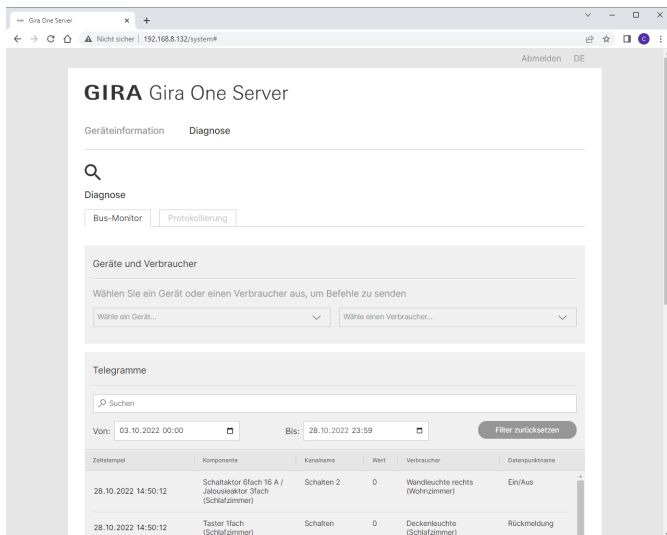 Gira One Server
Nicht sicher | 192.168.8.132/system#
C
Abmelden DE
GIRA Gira One Server
Geräteinformation Diagnose
Diagnose
Bus-Monitor Protokollierung
Geräte und Verbraucher
Wählen Sie ein Gerät oder einen Verbraucher aus, um Befehle zu senden
Wähle ein Gerät... Wähle einen Verbraucher...
Telegramme
Suchen
Von: 03.10.2022 00:00 Bis: 28.10.2022 23:59 Filter zurücksetzen
Zeitstempel Komponente Kanalname Wert Verbraucher Datenpunktname
28.10.2022 14:50:12 Schaltaktor 6fach 16 A / Schalten 2 0 Wandleuchte rechts Ein/Aus
Jalousieaktor 3fach (Wohnzimmer)
(Schlafzimmer)
28.10.2022 14:50:12 Taster 1fach Schalten 0 Deckenleuchte Rückmeldung
(Schlafzimmer) (Schlafzimmer)